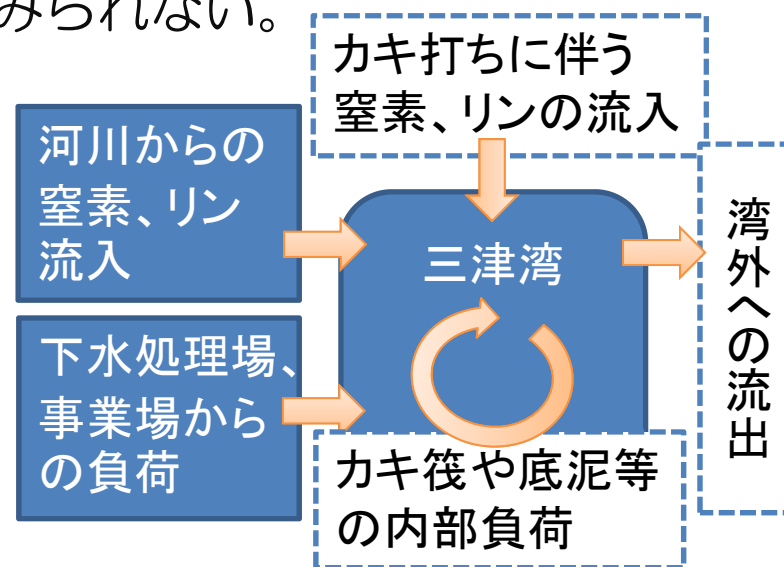 みられない。
カキ打ちに伴う
窒素、リンの流入
河川からの
窒素、リン
流入
三津湾
湾外への流出
下水処理場、
事業場から
の負荷
カキ筏や底泥等
の内部負荷